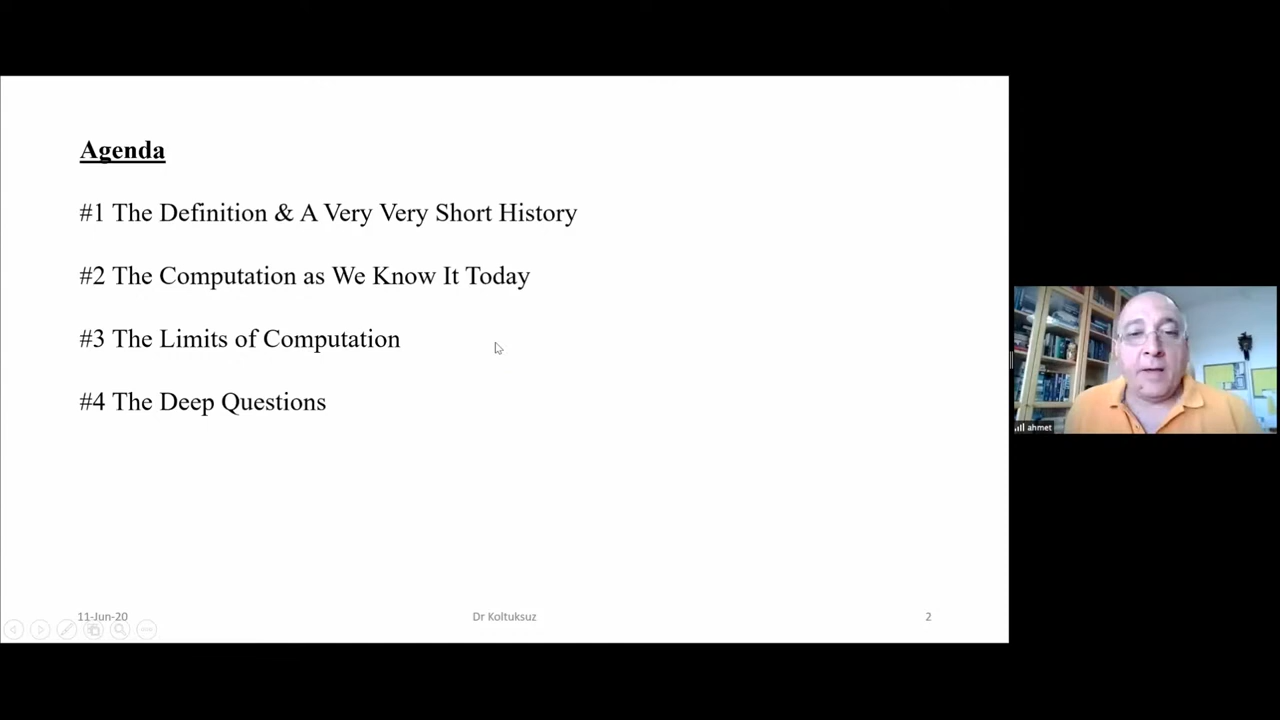 Agenda
#1 The Definition & A Very Very Short History
#2 The Computation as We Know It Today
#3 The Limits of Computation
#4 The Deep Questions
11-Jun-20
Dr Koltuksuz
2
ahmet